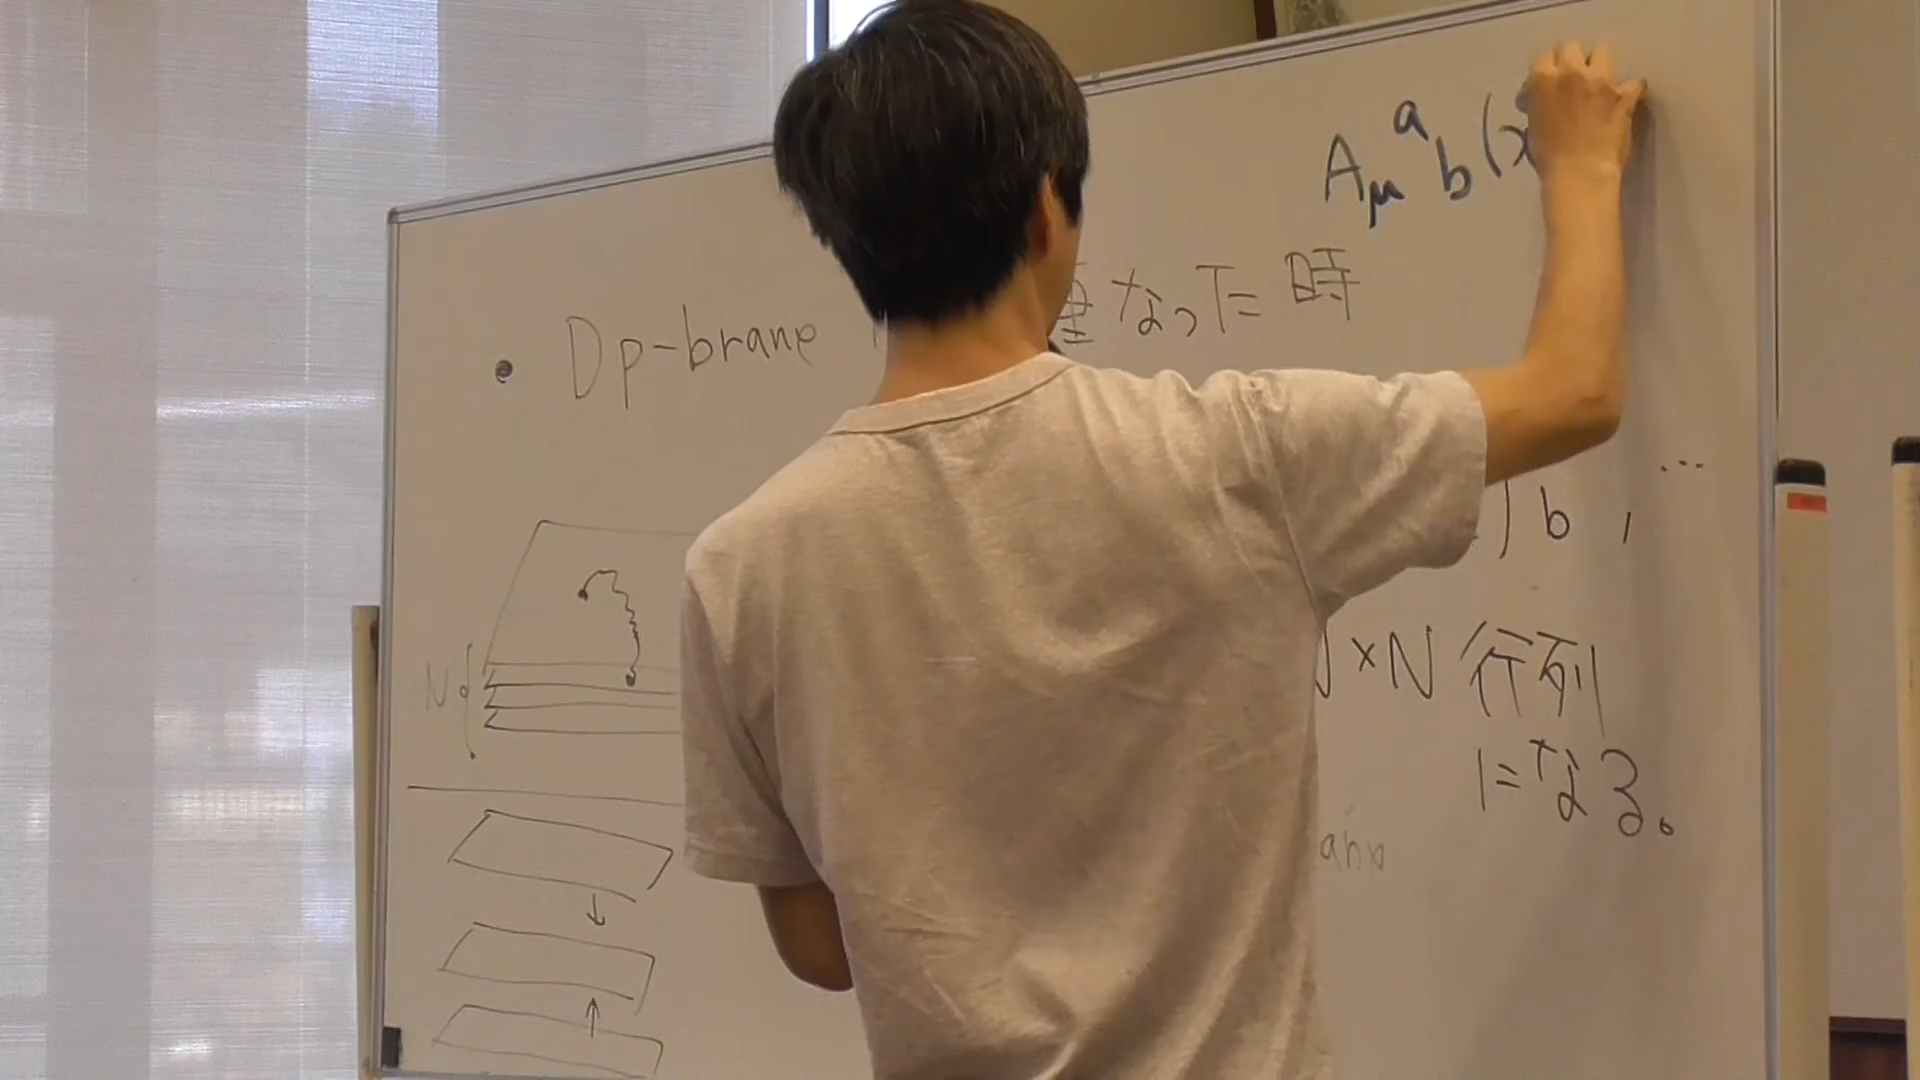 Aμ a b (x
• Dp-brane 重なった時
...
) b ,
N
N×N 行列
になる。